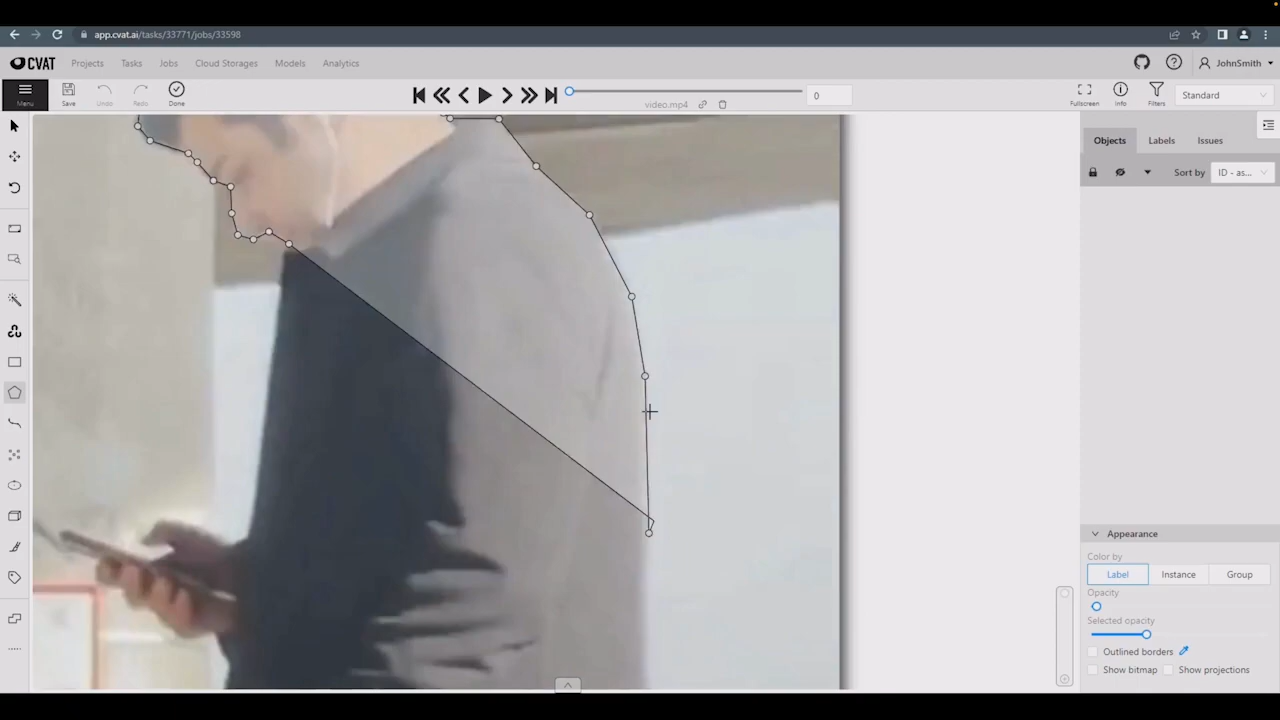 app.cvat.ai/tasks/33771/jobs/33598
CVAT Projects Tasks Jobs Cloud Storages Models Analytics JohnSmith
Menu Save Undo Redo Done video.mp4 0 Fullscreen Info Filters Standard
Objects Labels Issues
Sort by ID - as...
Appearance
Color by
Label Instance Group
Opacity
Selected opacity
Outlined borders
Show bitmap Show projections